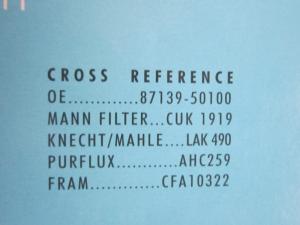 CROSS REFERENCE
OE.............87139-50100
MANN FILTER...CUK 1919
KNECHT/MAHLE....LAK 490
PURFLUX............AHC259
FRAM.............CFA10322